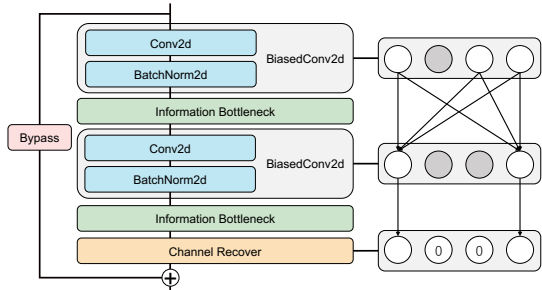 Conv2d
BiasedConv2d
BatchNorm2d
Information Bottleneck
Bypass
Conv2d
BiasedConv2d
BatchNorm2d
Information Bottleneck
Channel Recover
0 0